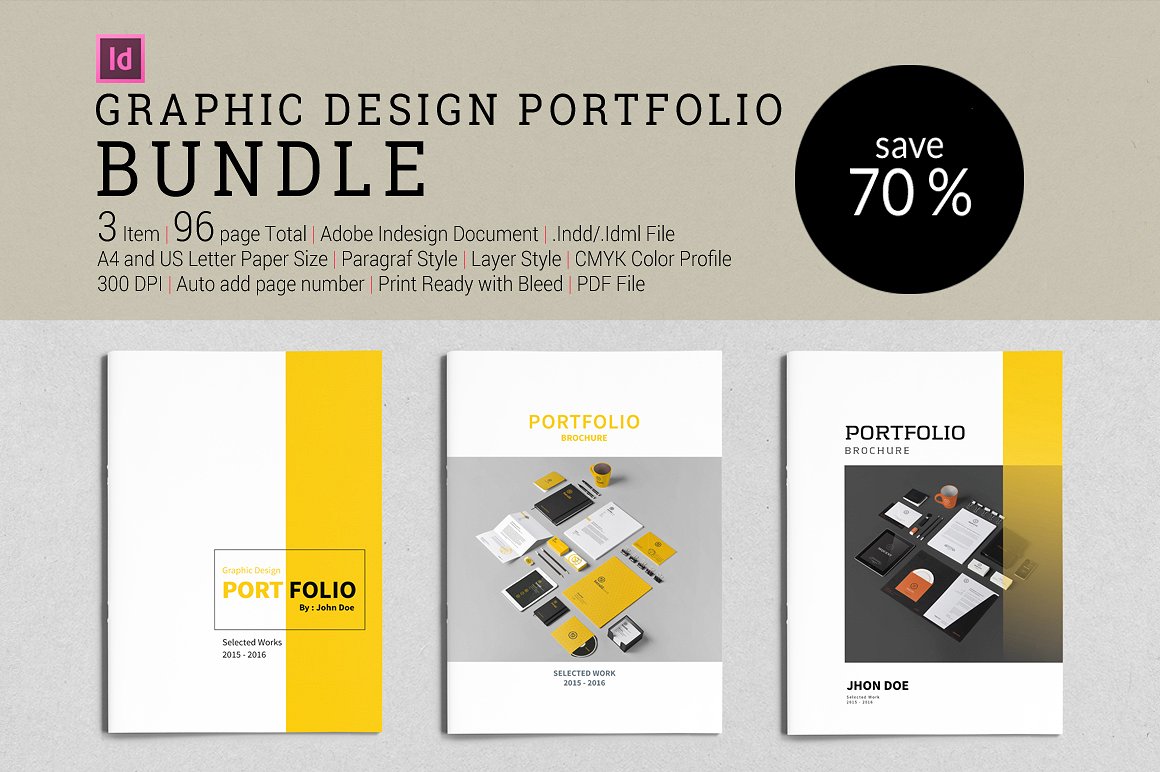 Id
GRAPHIC DESIGN PORTFOLIO
BUNDLE
3 Item | 96 page Total | Adobe Indesign Document | .Indd/.Idml File
A4 and US Letter Paper Size | Paragraf Style | Layer Style | CMYK Color Profile
300 DPI | Auto add page number | Print Ready with Bleed | PDF File
save
70 %
Graphic Design
PORTFOLIO
By : John Doe
Selected Works
2015 - 2016
PORTFOLIO
BROCHURE
SELECTED WORK
2015 - 2016
PORTFOLIO
BROCHURE
JHON DOE
Selected Work
2015 - 2016